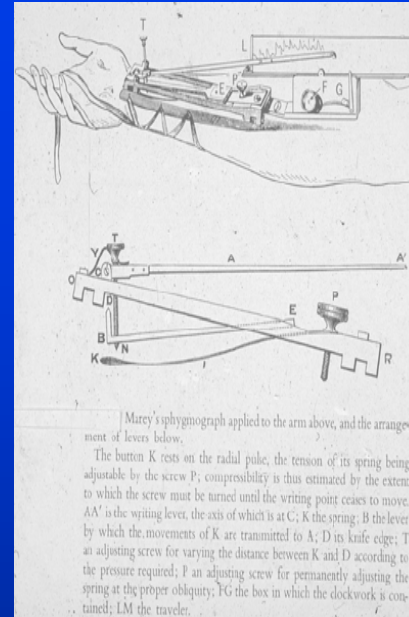 T
L
P
E
F G
T
Y
A
A'
C
O
D
E
P
B
N
K
R
Marey's sphygmograph applied to the arm above, and the arrange-
ment of levers below.
The button K rests on the radial pulse, the tension of its spring being
adjustable by the screw P; compressibility is thus estimated by the extent
to which the screw must be turned until the writing point ceases to move.
AA' is the writing lever, the axis of which is at C; K the spring; B the lever
by which the movements of K are transmitted to A; D its knife edge; T
an adjusting screw for varying the distance between K and D according to
the pressure required; P an adjusting screw for permanently adjusting the
spring at the proper obliquity; FG the box in which the clockwork is con-
tained; LM the traveler.